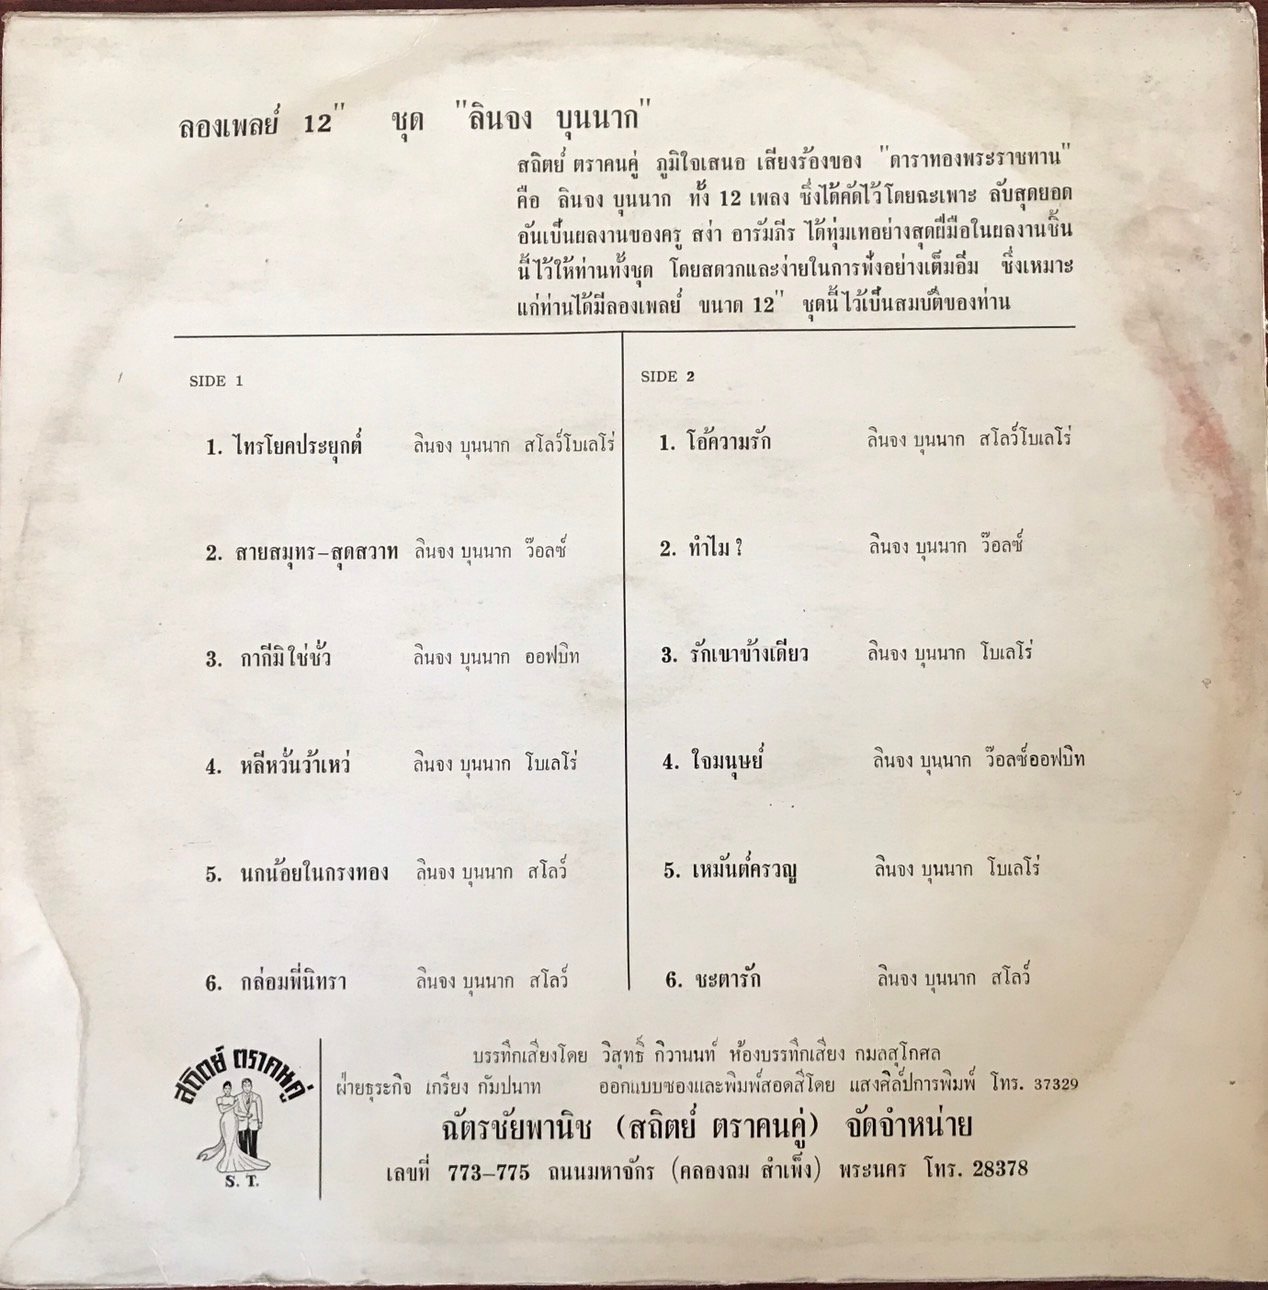 ลองเพลย์ 12" ชุด "ลินจง บุนนาก"
สถิตย์ ตราคนคู่ ภูมิใจเสนอ เสียงร้องของ "ดาราทองพระราชทาน"
คือ ลินจง บุนนาก ทั้ง 12 เพลง ซึ่งได้คัดไว้โดยฉะเพาะ ลับสุดยอด
อันเป็นผลงานของครู สง่า อารัมภีร ได้ทุ่มเทอย่างสุดฝีมือในผลงานชิ้น
นี้ไว้ให้ท่านทั้งชุด โดยสดวกและง่ายในการฟังอย่างเต็มอิ่ม ซึ่งเหมาะ
แก่ท่านได้มีลองเพลย์ ขนาด 12" ชุดนี้ไว้เป็นสมบัติของท่าน
SIDE 1
1. ไทรโยคประยุกต์ ลินจง บุนนาก สโลว์โบเลโร่
2. สายสมุทร-สุดสวาท ลินจง บุนนาก ว๊อลซ์
3. กากีมิใช่ชั่ว ลินจง บุนนาก ออฟบิท
4. หลีหวั่นว้าเหว่ ลินจง บุนนาก โบเลโร่
5. นกน้อยในกรงทอง ลินจง บุนนาก สโลว์
6. กล่อมพี่นิทรา ลินจง บุนนาก สโลว์
SIDE 2
1. โอ้ความรัก ลินจง บุนนาก สโลว์โบเลโร่
2. ทำไม ? ลินจง บุนนาก ว๊อลซ์
3. รักเขาข้างเดียว ลินจง บุนนาก โบเลโร่
4. ใจมนุษย์ ลินจง บุนนาก ว๊อลซ์ออฟบิท
5. เหมันต์ครวญ ลินจง บุนนาก โบเลโร่
6. ชะตารัก ลินจง บุนนาก สโลว์
สถิตย์ ตราคนคู่
S. T.
บรรทึกเสียงโดย วิสุทธิ์ กิวานนท์ ห้องบรรทึกเสียง กมลสุโกศล
ฝ่ายธุระกิจ เกรียง กัมปนาท ออกแบบซองและพิมพ์สอดสีโดย แสงศิลป์การพิมพ์ โทร. 37329
ฉัตรชัยพานิช (สถิตย์ ตราคนคู่) จัดจำหน่าย
เลขที่ 773-775 ถนนมหาจักร (คลองถม สำเพ็ง) พระนคร โทร. 28378